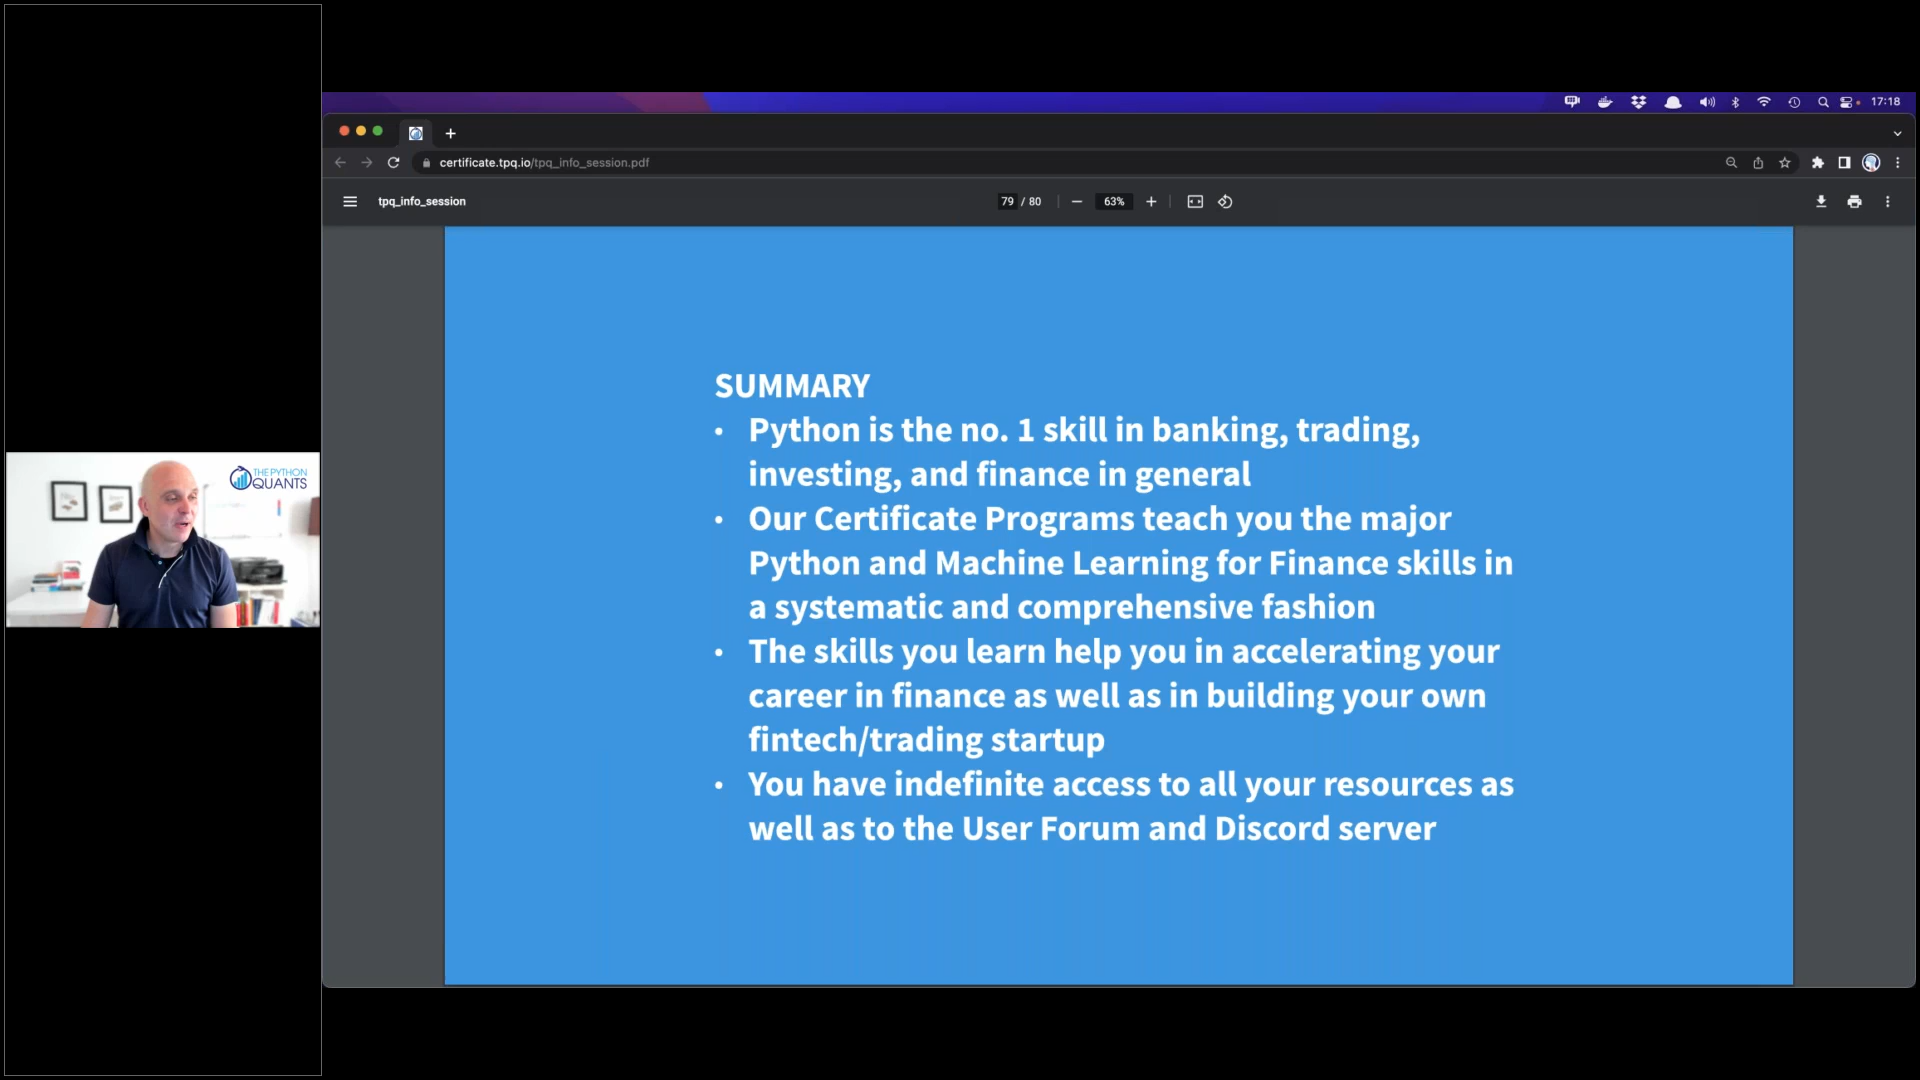 THE PYTHON
QUANTS
17:18
certificate.tpq.io/tpq_info_session.pdf
tpq_info_session
79 / 80
63%
SUMMARY
• Python is the no. 1 skill in banking, trading,
investing, and finance in general
• Our Certificate Programs teach you the major
Python and Machine Learning for Finance skills in
a systematic and comprehensive fashion
• The skills you learn help you in accelerating your
career in finance as well as in building your own
fintech/trading startup
• You have indefinite access to all your resources as
well as to the User Forum and Discord server